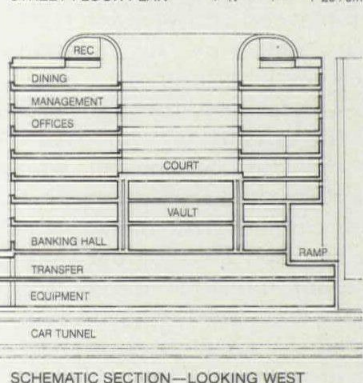 REC
DINING
MANAGEMENT
OFFICES
COURT
VAULT
BANKING HALL
RAMP
TRANSFER
EQUIPMENT
CAR TUNNEL
SCHEMATIC SECTION—LOOKING WEST